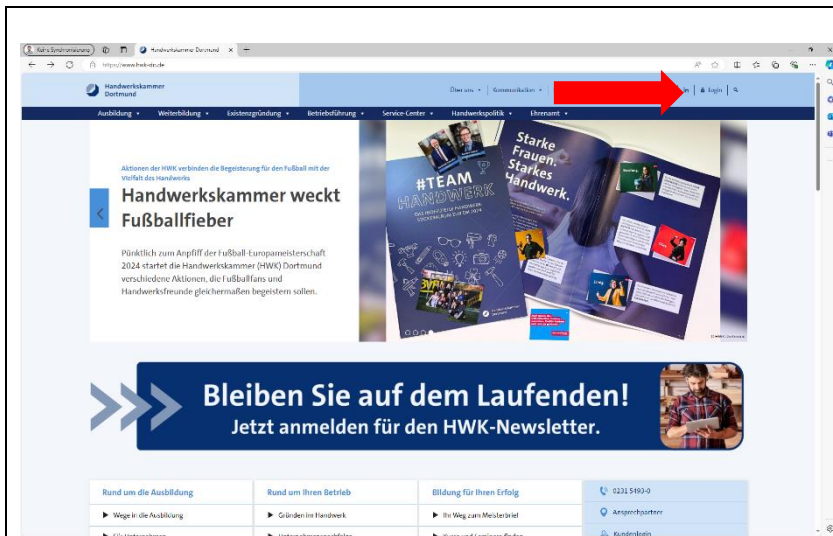 Keine Synchronisierung
Handwerkskammer Dortmund
https://www.hwk-do.de
Handwerkskammer
Dortmund
Über uns
Kommunikation
Login
Ausbildung
Weiterbildung
Existenzgründung
Betriebsführung
Service-Center
Handwerkspolitik
Ehrenamt
Aktionen der HWK verbinden die Begeisterung für den Fußball mit der
Vielfalt des Handwerks
Handwerkskammer weckt
Fußballfieber
Pünktlich zum Anpfiff der Fußball-Europameisterschaft
2024 startet die Handwerkskammer (HWK) Dortmund
verschiedene Aktionen, die Fußballfans und
Handwerksfreunde gleichermaßen begeistern sollen.
#TEAM
HANDWERK
Starke
Frauen.
Starkes
Handwerk.
Bleiben Sie auf dem Laufenden!
Jetzt anmelden für den HWK-Newsletter.
Rund um die Ausbildung
Rund um Ihren Betrieb
Bildung für Ihren Erfolg
0231 5493-0
Wege in die Ausbildung
Gründen im Handwerk
Ihr Weg zum Meisterbrief
Ansprechpartner
Kundenlogin